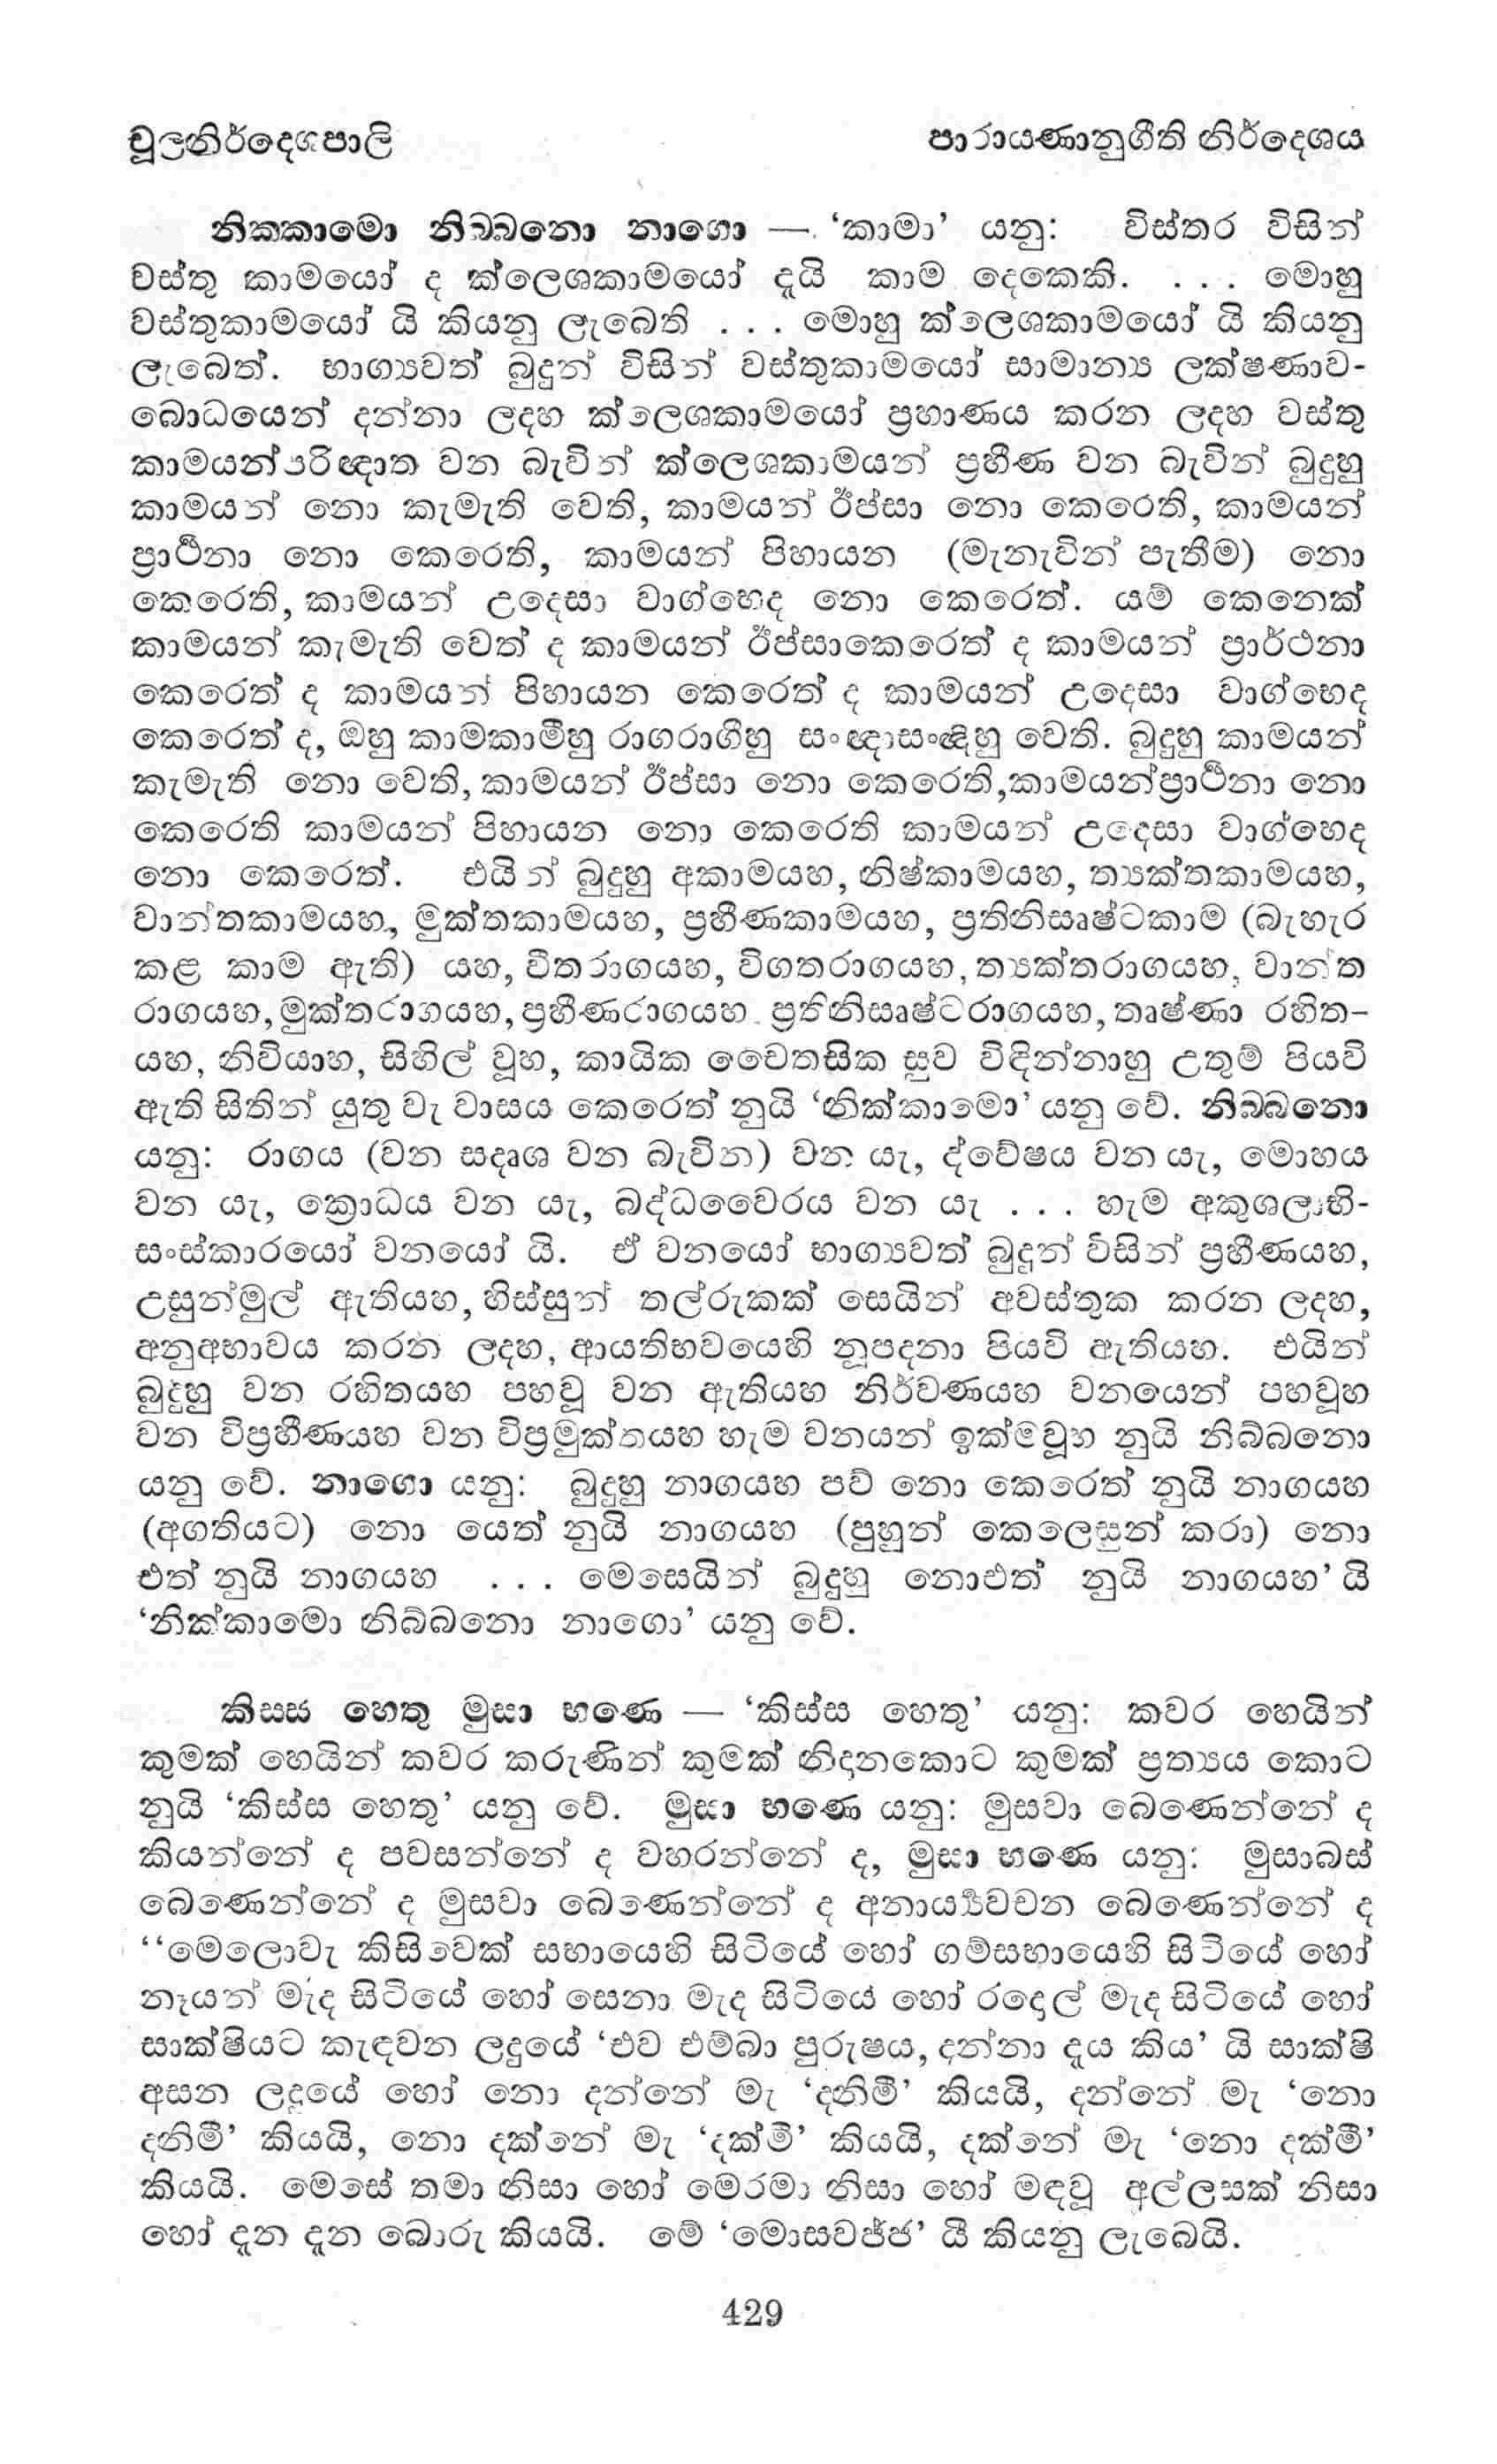 චූලනිර්දෙශපාලි පාරායණානුගීති නිර්දෙශය
නිකකාමො නිබබනො නාගො — ‘කාමා’ යනු: විස්තර විසින්
වස්තු කාමයෝ ද ක්ලෙශකාමයෝ දැයි කාම දෙකෙකි. . . . මොහු
වස්තුකාමයෝ යි කියනු ලැබෙති . . . මොහු ක්ලෙශකාමයෝ යි කියනු
ලැබෙත්. භාග්‍යවත් බුදුන් විසින් වස්තුකාමයෝ සාමාන්‍ය ලක්ෂණාව-
බොධයෙන් දන්නා ලදහ ක්ලෙශකාමයෝ ප්‍රහාණය කරන ලදහ වස්තු
කාමයන් පරිඥාත වන බැවින් ක්ලෙශකාමයන් ප්‍රහීණ වන බැවින් බුදුහු
කාමයන් නො කැමැති වෙති, කාමයන් ඊප්සා නො කෙරෙති, කාමයන්
ප්‍රාර්ථනා නො කෙරෙති, කාමයන් පිහායන (මැනැවින් පැතීම) නො
කෙරෙති, කාමයන් උදෙසා වාග්භෙද නො කෙරෙත්. යම් කෙනෙක්
කාමයන් කැමැති වෙත් ද කාමයන් ඊප්සාකෙරෙත් ද කාමයන් ප්‍රාර්ථනා
කෙරෙත් ද කාමයන් පිහායන කෙරෙත් ද කාමයන් උදෙසා වාග්භෙද
කෙරෙත් ද, ඔහු කාමකාමීහු රාගරාගීහු සංඥාසංඥීහු වෙති. බුදුහු කාමයන්
කැමැති නො වෙති, කාමයන් ඊප්සා නො කෙරෙති,කාමයන්ප්‍රාර්ථනා නො
කෙරෙති කාමයන් පිහායන නො කෙරෙති කාමයන් උදෙසා වාග්භෙද
නො කෙරෙත්. එයින් බුදුහු අකාමයහ, නිෂ්කාමයහ, ත්‍යක්තකාමයහ,
වාන්තකාමයහ, මුක්තකාමයහ, ප්‍රහීණකාමයහ, ප්‍රතිනිසෘෂ්ටකාම (බැහැර
කළ කාම ඇති) යහ, වීතරාගයහ, විගතරාගයහ, ත්‍යක්තරාගයහ, වාන්ත
රාගයහ, මුක්තරාගයහ, ප්‍රහීණරාගයහ. ප්‍රතිනිසෘෂ්ටරාගයහ, තෘෂ්ණා රහිත-
යහ, නිවියාහ, සිහිල් වූහ, කායික චෛතසික සුව විඳින්නාහු උතුම් පියවි
ඇති සිතින් යුතු වැ වාසය කෙරෙත් නුයි ‘නික්කාමො’ යනු වේ. නිබබනො
යනු: රාගය (වන සදෘශ වන බැවින) වන යැ, ද්වේෂය වන යැ, මොහය
වන යැ, ක්‍රොධය වන යැ, බද්ධවෛරය වන යැ . . . හැම අකුශලාභි-
සංස්කාරයෝ වනයෝ යි. ඒ වනයෝ භාග්‍යවත් බුදුන් විසින් ප්‍රහීණයහ,
උසුන්මුල් ඇතියහ, හිස්සුන් තල්රුකක් සෙයින් අවස්තුක කරන ලදහ,
අනුඅභාවය කරන ලදහ, ආයතිභවයෙහි නූපදනා පියවි ඇතියහ. එයින්
බුදුහු වන රහිතයහ පහවූ වන ඇතියහ නිර්වණයහ වනයෙන් පහවූහ
වන විප්‍රහීණයහ වන විප්‍රමුක්තයහ හැම වනයන් ඉක්මවූහ නුයි නිබ්බනො
යනු වේ. නාගො යනු: බුදුහු නාගයහ පව් නො කෙරෙත් නුයි නාගයහ
(අගතියට) නො යෙත් නුයි නාගයහ (පුහුන් කෙලෙසුන් කරා) නො
එත් නුයි නාගයහ . . . මෙසෙයින් බුදුහු නොඑත් නුයි නාගයහ’ යි
‘නික්කාමො නිබ්බනො නාගො’ යනු වේ.
කිසස හෙතු මුසා භණෙ — ‘කිස්ස හෙතු’ යනු: කවර හෙයින්
කුමක් හෙයින් කවර කරුණින් කුමක් නිදානකොට කුමක් ප්‍රත්‍යය කොට
නුයි ‘කිස්ස හෙතු’ යනු වේ. මුසා භණෙ යනු: මුසවා බෙණෙන්නේ ද
කියන්නේ ද පවසන්නේ ද වහරන්නේ ද, මුසා භණෙ යනු: මුසාබස්
බෙණෙන්නේ ද මුසවා බෙණෙන්නේ ද අනාර්‍ය්‍යවචන බෙණෙන්නේ ද
‘‘මෙලොවැ කිසිවෙක් සභායෙහි සිටියේ හෝ ගම්සභායෙහි සිටියේ හෝ
නෑයන් මැද සිටියේ හෝ සෙනා මැද සිටියේ හෝ රදොල් මැද සිටියේ හෝ
සාක්ෂියට කැඳවන ලදුයේ ‘එව එම්බා පුරුෂය, දන්නා දැය කිය’ යි සාක්ෂි
අසන ලදුයේ හෝ නො දන්නේ මැ ‘දනිමි’ කියයි, දන්නේ මැ ‘නො
දනිමී’ කියයි, නො දක්නේ මැ ‘දක්මි’ කියයි, දක්නේ මැ ‘නො දක්මී’
කියයි. මෙසේ තමා නිසා හෝ මෙරමා නිසා හෝ මඳවූ අල්ලසක් නිසා
හෝ දැන දැන බොරු කියයි. මේ ‘මොසවජ්ජ’ යී කියනු ලැබෙයි.
429